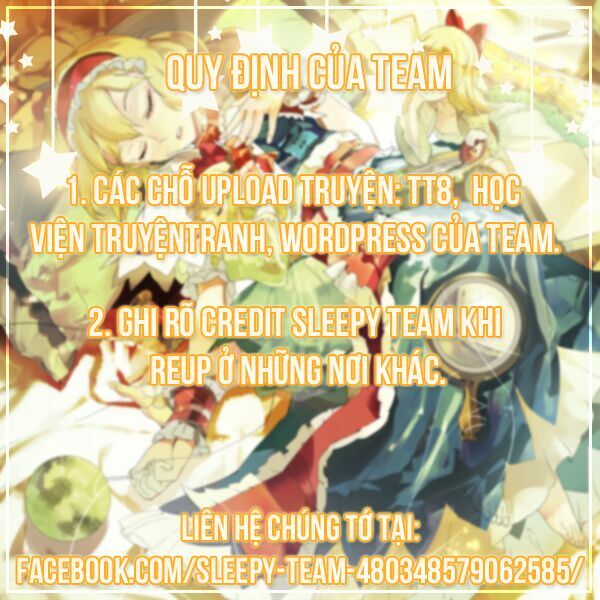 QUY ĐỊNH CỦA TEAM
1. CÁC CHỖ UPLOAD TRUYỆN: TT8, HỌC
VIỆN TRUYỆNTRANH, WORDPRESS CỦA TEAM.
2. GHI RÕ CREDIT SLEEPY TEAM KHI
REUP Ở NHỮNG NƠI KHÁC.
LIÊN HỆ CHÚNG TỚ TẠI:
FACEBOOK.COM/SLEEPY-TEAM-480348579062585/